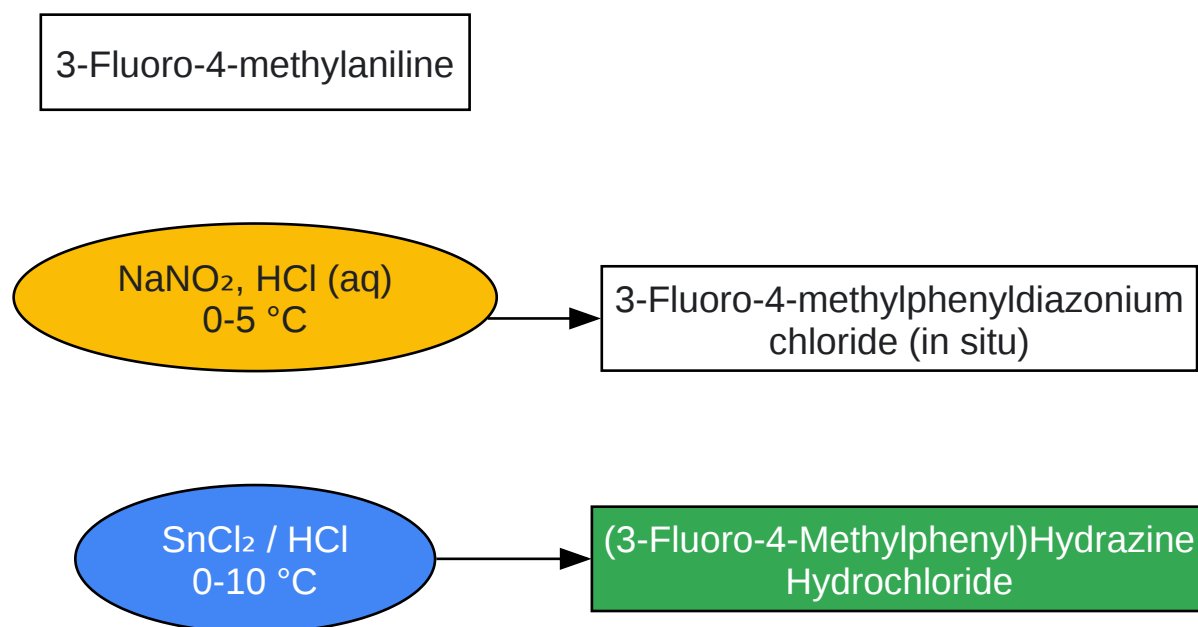 3-Fluoro-4-methylaniline
NaNO₂, HCl (aq)
0-5 °C
3-Fluoro-4-methylphenyldiazonium
chloride (in situ)
SnCl₂ / HCl
0-10 °C
(3-Fluoro-4-Methylphenyl)Hydrazine
Hydrochloride